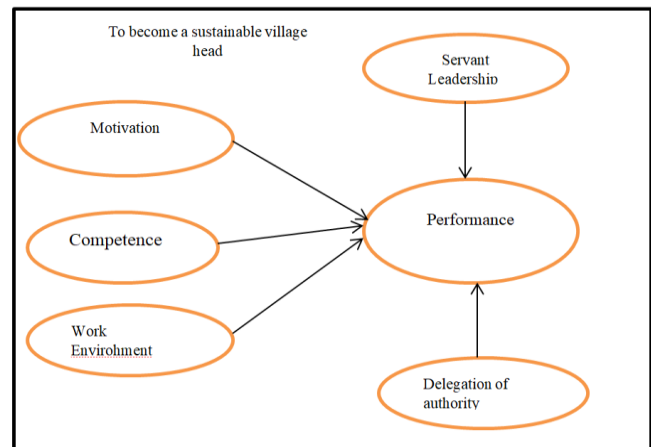 To become a sustainable village
head
Servant
Leadership
Motivation
Competence
Performance
Work
Envirohment
Delegation of
authority